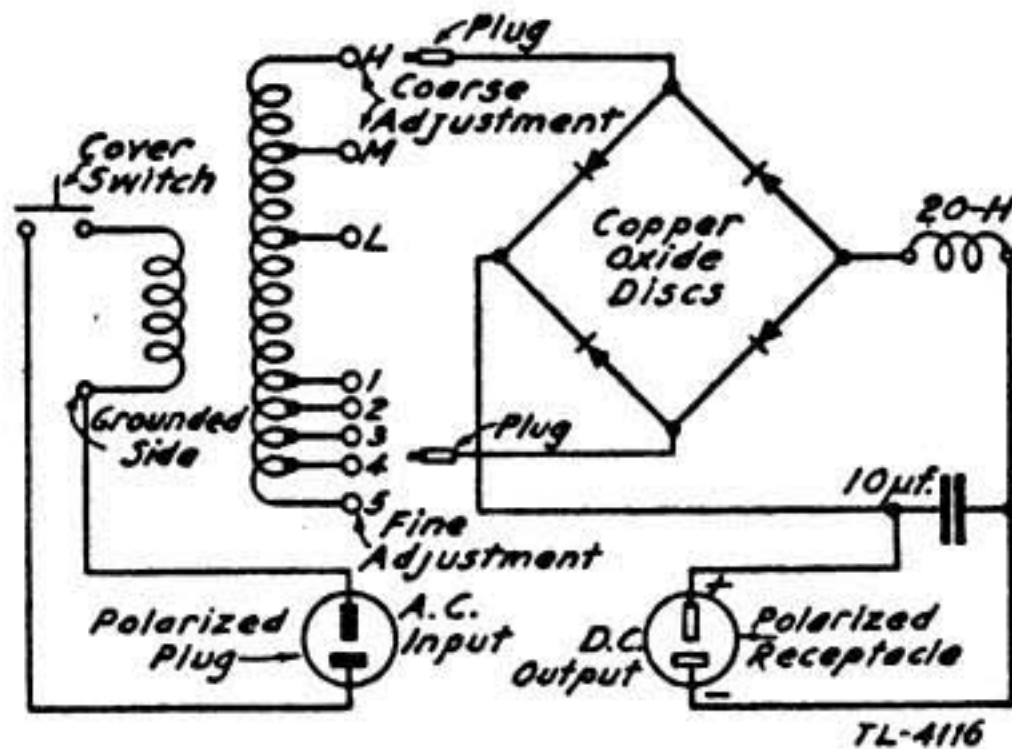 Plug
H
Coarse
Adjustment
M
Cover
Switch
L
20-H
Copper
Oxide
Discs
1
2
3
4
5
Grounded
Side
Plug
10μf.
Fine
Adjustment
Polarized
Plug
A.C.
Input
D.C.
Output
+
-
Polarized
Receptacle
TL-4116